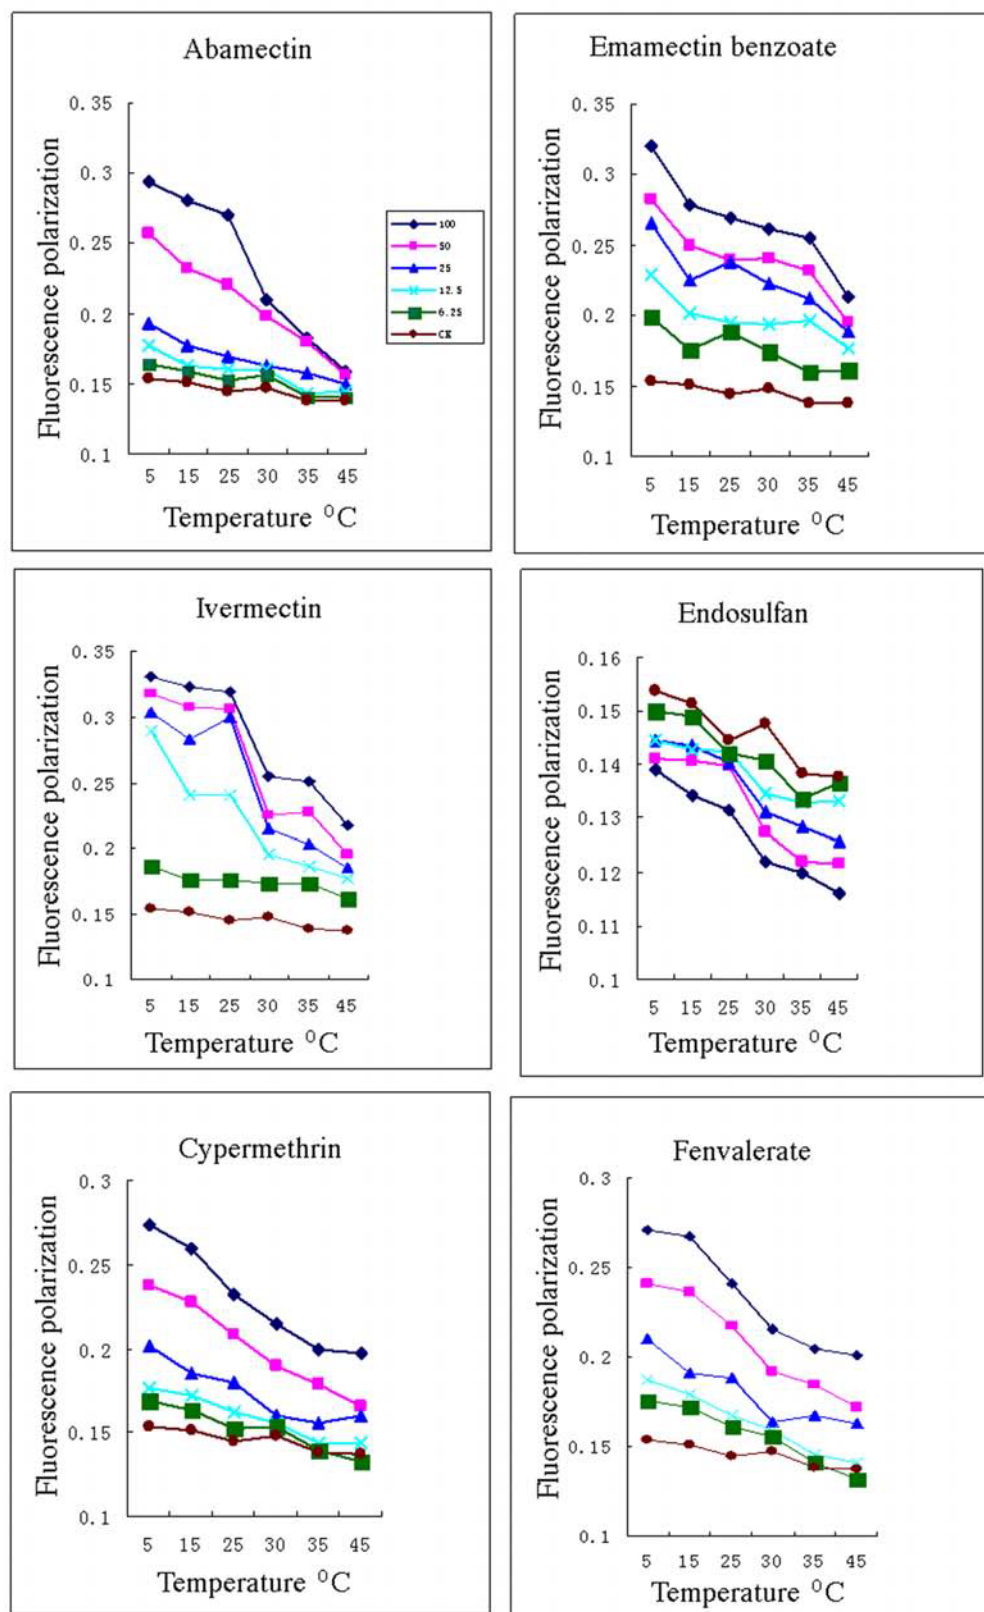 Abamectin
Fluorescence polarization
0.35
0.3
0.25
0.2
0.15
0.1
5 15 25 30 35 45
Temperature ⁰C
100
50
25
12.5
6.25
CK
Emamectin benzoate
Fluorescence polarization
0.35
0.3
0.25
0.2
0.15
0.1
5 15 25 30 35 45
Temperature ⁰C
Ivermectin
Fluorescence polarization
0.35
0.3
0.25
0.2
0.15
0.1
5 15 25 30 35 45
Temperature ⁰C
Endosulfan
Fluorescence polarization
0.16
0.15
0.14
0.13
0.12
0.11
0.1
5 15 25 30 35 45
Temperature ⁰C
Cypermethrin
Fluorescence polarization
0.3
0.25
0.2
0.15
0.1
5 15 25 30 35 45
Temperature ⁰C
Fenvalerate
Fluorescence polarization
0.3
0.25
0.2
0.15
0.1
5 15 25 30 35 45
Temperature ⁰C